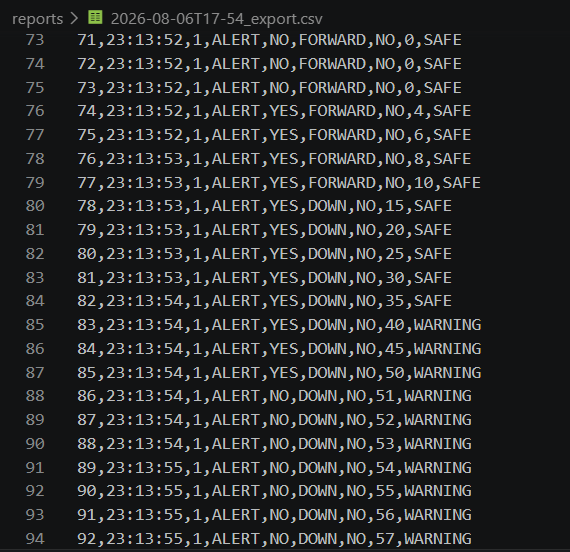 reports > 2026-08-06T17-54_export.csv
73 71,23:13:52,1,ALERT,NO,FORWARD,NO,0,SAFE
74 72,23:13:52,1,ALERT,NO,FORWARD,NO,0,SAFE
75 73,23:13:52,1,ALERT,NO,FORWARD,NO,0,SAFE
76 74,23:13:52,1,ALERT,YES,FORWARD,NO,4,SAFE
77 75,23:13:52,1,ALERT,YES,FORWARD,NO,6,SAFE
78 76,23:13:53,1,ALERT,YES,FORWARD,NO,8,SAFE
79 77,23:13:53,1,ALERT,YES,FORWARD,NO,10,SAFE
80 78,23:13:53,1,ALERT,YES,DOWN,NO,15,SAFE
81 79,23:13:53,1,ALERT,YES,DOWN,NO,20,SAFE
82 80,23:13:53,1,ALERT,YES,DOWN,NO,25,SAFE
83 81,23:13:53,1,ALERT,YES,DOWN,NO,30,SAFE
84 82,23:13:54,1,ALERT,YES,DOWN,NO,35,SAFE
85 83,23:13:54,1,ALERT,YES,DOWN,NO,40,WARNING
86 84,23:13:54,1,ALERT,YES,DOWN,NO,45,WARNING
87 85,23:13:54,1,ALERT,YES,DOWN,NO,50,WARNING
88 86,23:13:54,1,ALERT,NO,DOWN,NO,51,WARNING
89 87,23:13:54,1,ALERT,NO,DOWN,NO,52,WARNING
90 88,23:13:54,1,ALERT,NO,DOWN,NO,53,WARNING
91 89,23:13:55,1,ALERT,NO,DOWN,NO,54,WARNING
92 90,23:13:55,1,ALERT,NO,DOWN,NO,55,WARNING
93 91,23:13:55,1,ALERT,NO,DOWN,NO,56,WARNING
94 92,23:13:55,1,ALERT,NO,DOWN,NO,57,WARNING